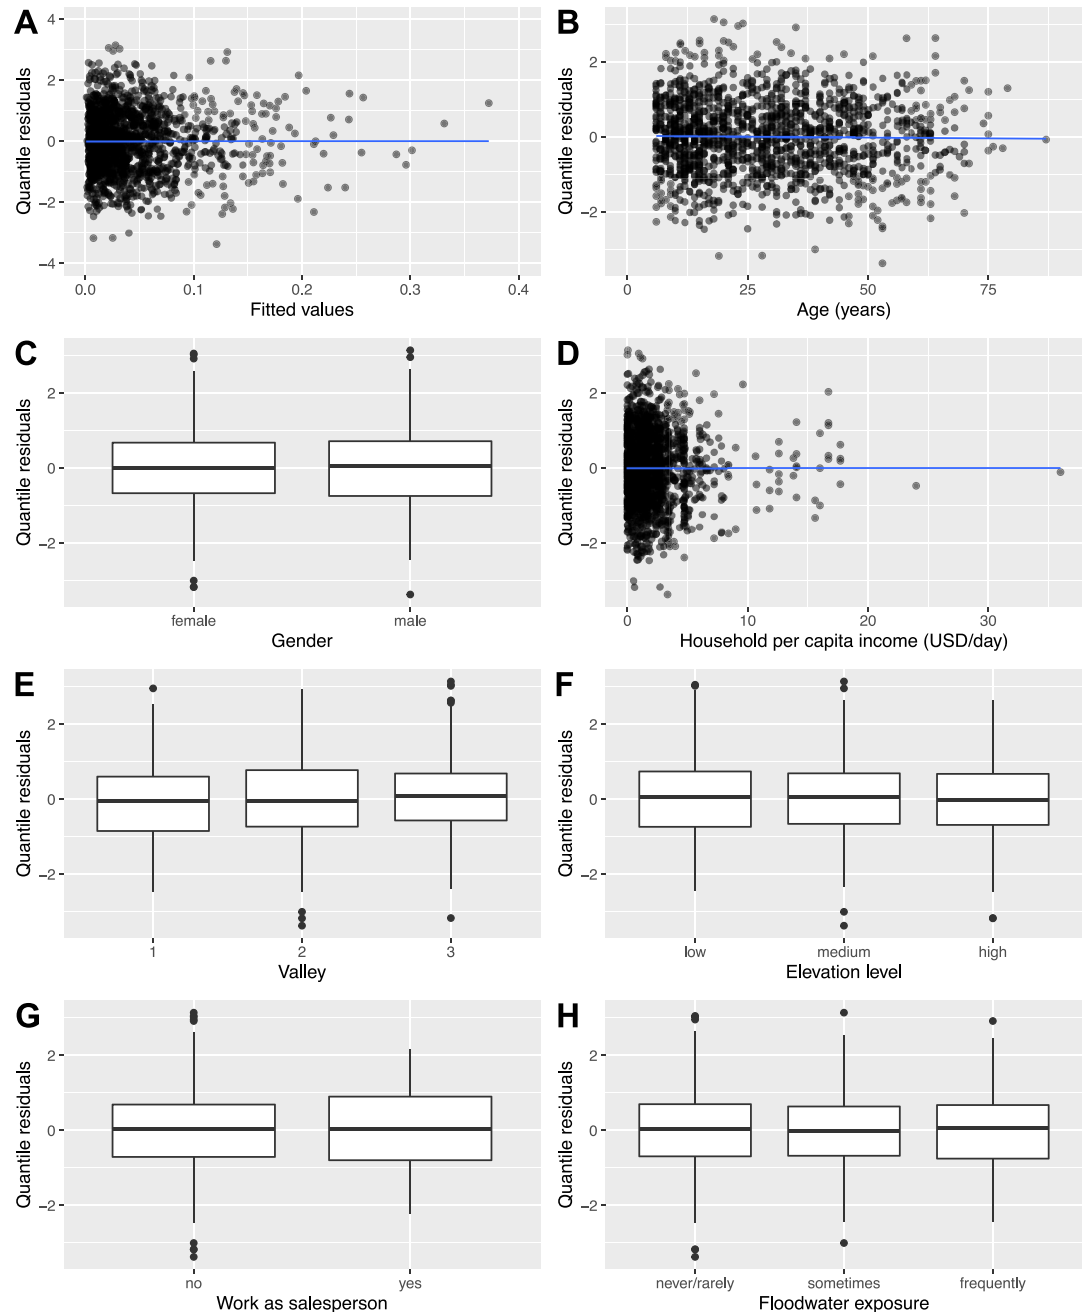 A
Quantile residuals
4
2
0
−2
−4
0.0 0.1 0.2 0.3 0.4
Fitted values
B
Quantile residuals
2
0
−2
0 25 50 75
Age (years)
C
Quantile residuals
2
0
−2
female male
Gender
D
Quantile residuals
2
0
−2
0 10 20 30
Household per capita income (USD/day)
E
Quantile residuals
2
0
−2
1 2 3
Valley
F
Quantile residuals
2
0
−2
low medium high
Elevation level
G
Quantile residuals
2
0
−2
no yes
Work as salesperson
H
Quantile residuals
2
0
−2
never/rarely sometimes frequently
Floodwater exposure